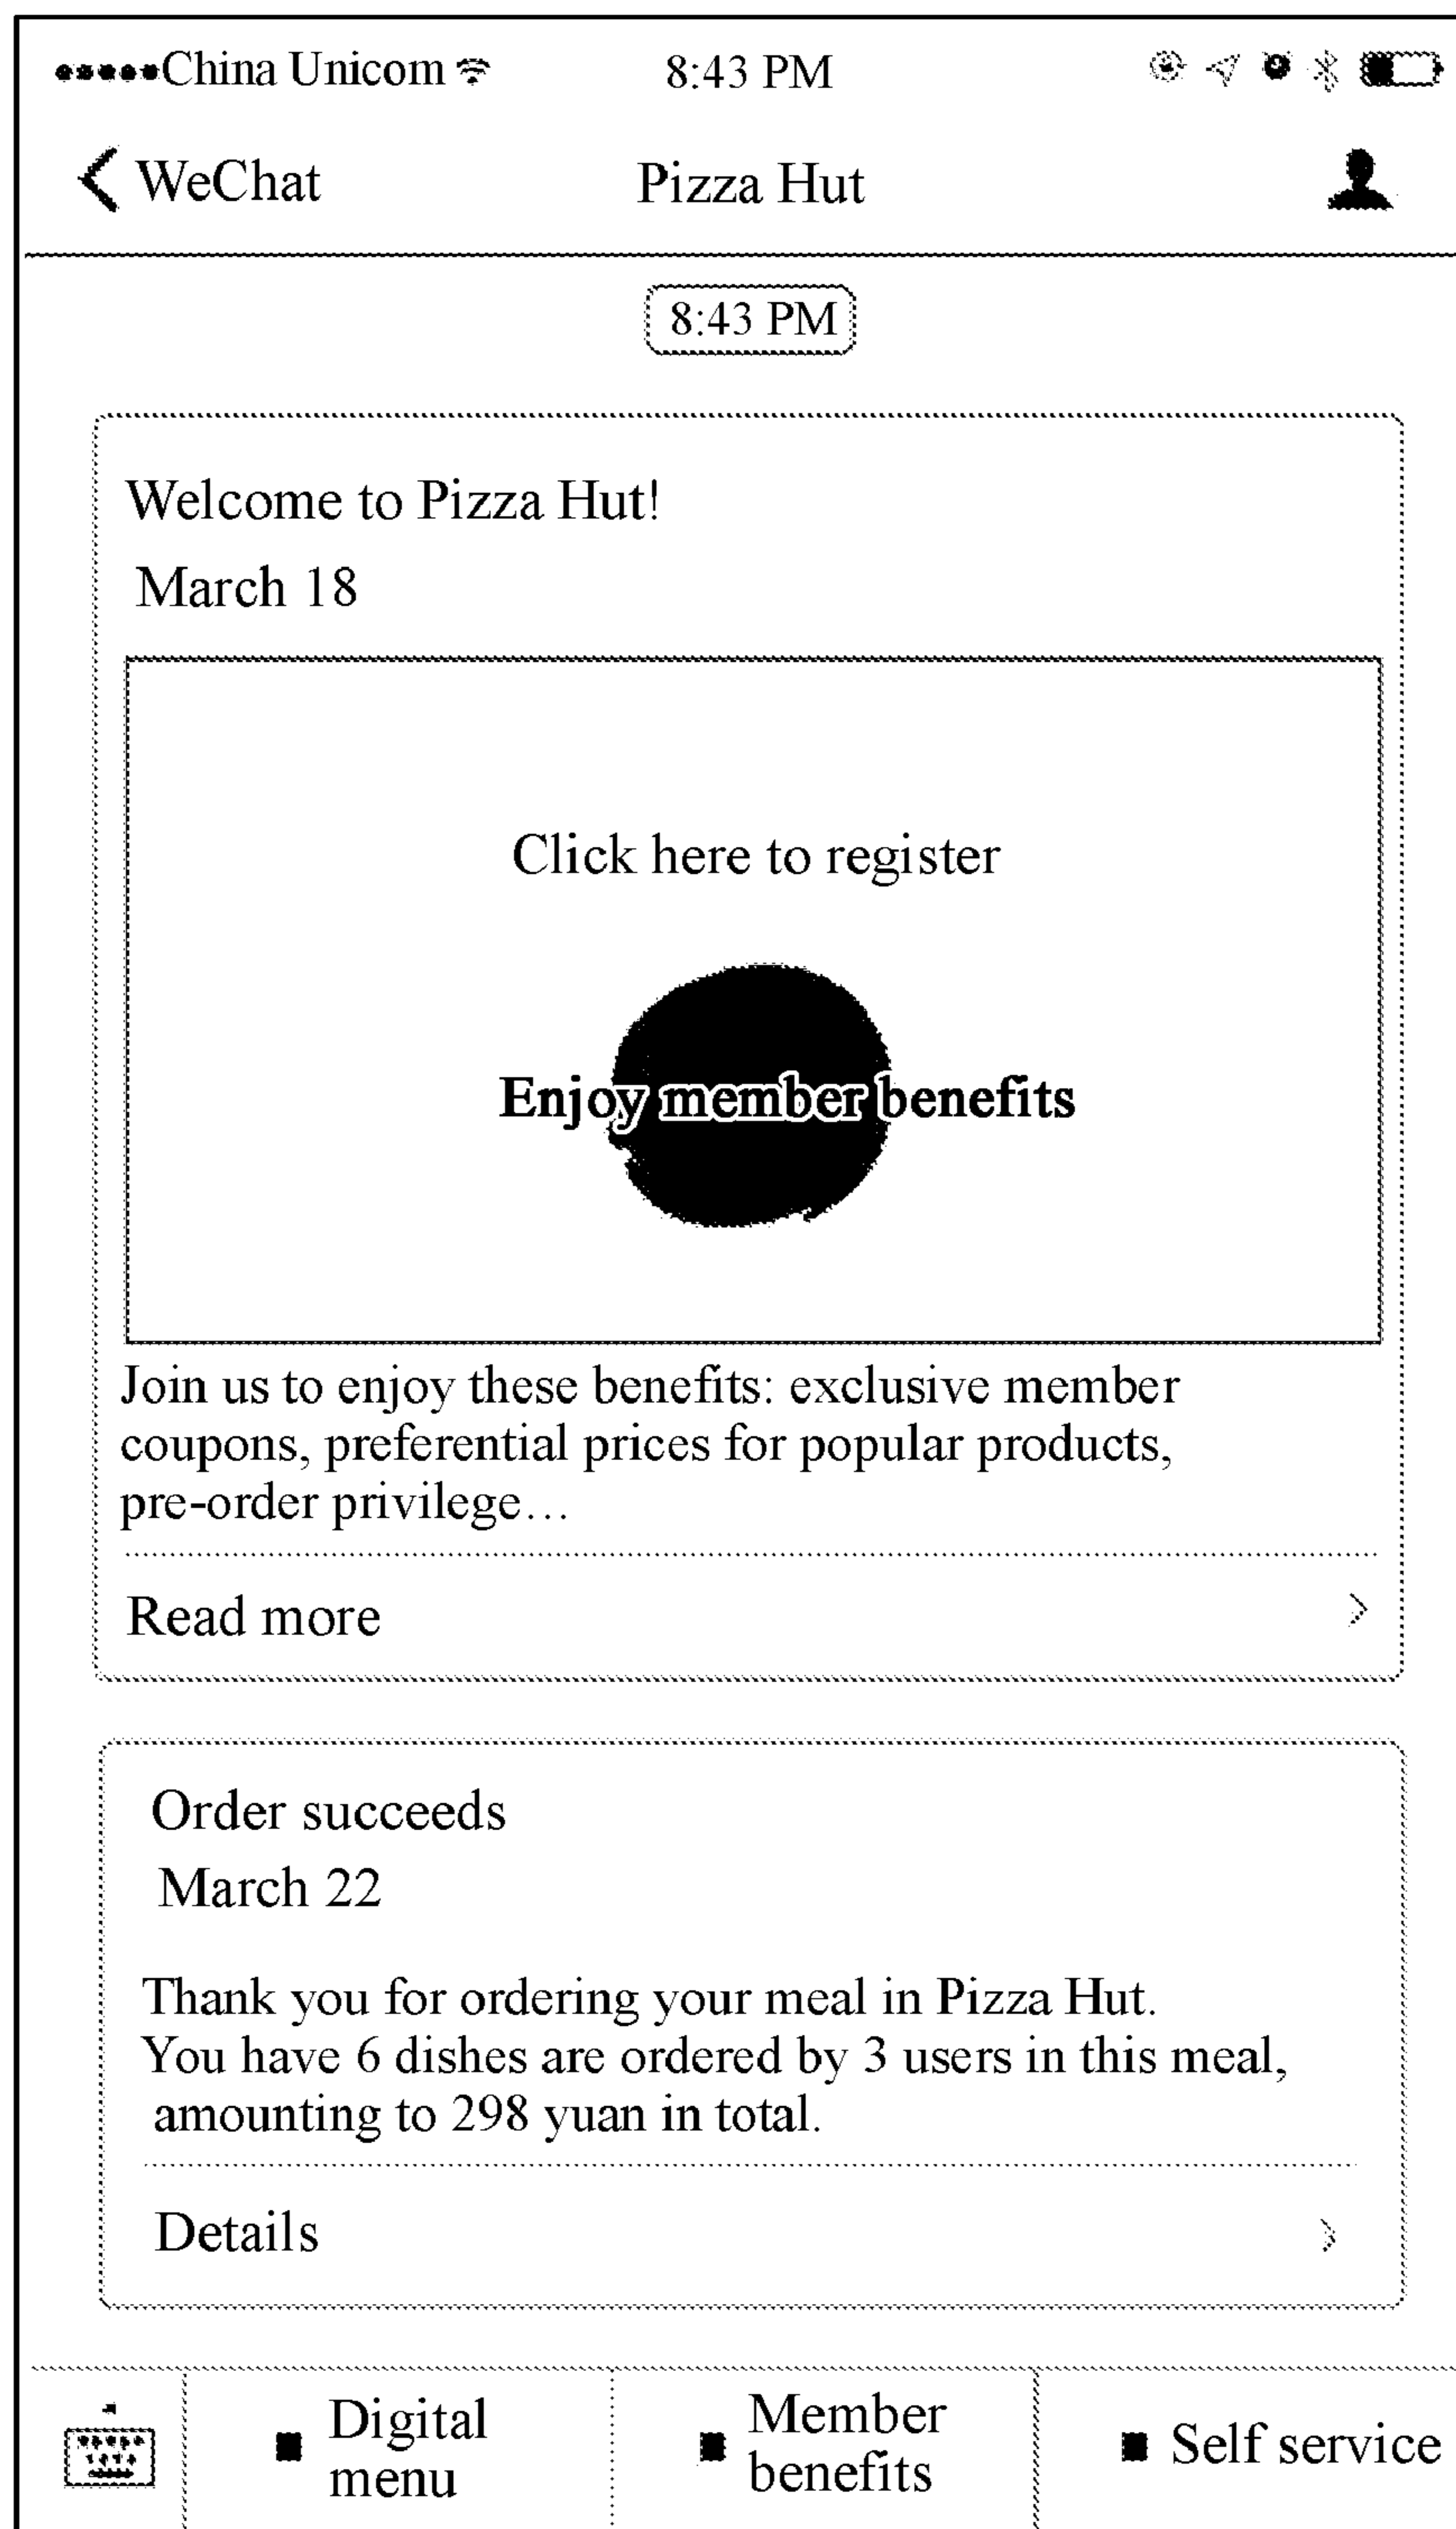 China Unicom 8:43 PM
WeChat Pizza Hut
8:43 PM
Welcome to Pizza Hut!
March 18
Click here to register
Enjoy member benefits
Join us to enjoy these benefits: exclusive member
coupons, preferential prices for popular products,
pre-order privilege…
Read more
Order succeeds
March 22
Thank you for ordering your meal in Pizza Hut.
You have 6 dishes are ordered by 3 users in this meal,
amounting to 298 yuan in total.
Details
Digital
menu
Member
benefits
Self service